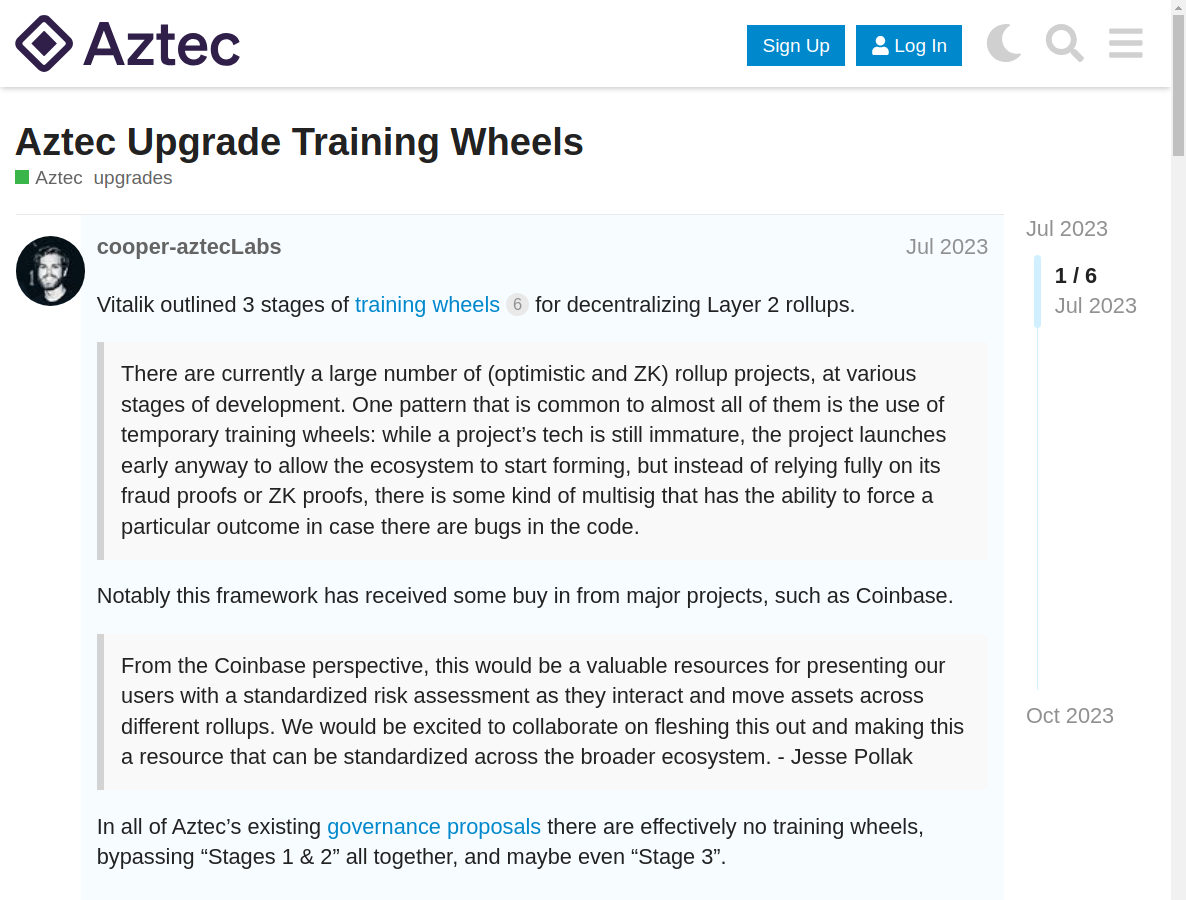 Aztec
Sign Up
Log In
Aztec Upgrade Training Wheels
Aztec upgrades
cooper-aztecLabs
Jul 2023
Vitalik outlined 3 stages of training wheels 6 for decentralizing Layer 2 rollups.
There are currently a large number of (optimistic and ZK) rollup projects, at various
stages of development. One pattern that is common to almost all of them is the use of
temporary training wheels: while a project’s tech is still immature, the project launches
early anyway to allow the ecosystem to start forming, but instead of relying fully on its
fraud proofs or ZK proofs, there is some kind of multisig that has the ability to force a
particular outcome in case there are bugs in the code.
Notably this framework has received some buy in from major projects, such as Coinbase.
From the Coinbase perspective, this would be a valuable resources for presenting our
users with a standardized risk assessment as they interact and move assets across
different rollups. We would be excited to collaborate on fleshing this out and making this
a resource that can be standardized across the broader ecosystem. - Jesse Pollak
In all of Aztec’s existing governance proposals there are effectively no training wheels,
bypassing “Stages 1 & 2” all together, and maybe even “Stage 3”.
Jul 2023
1 / 6
Jul 2023
Oct 2023